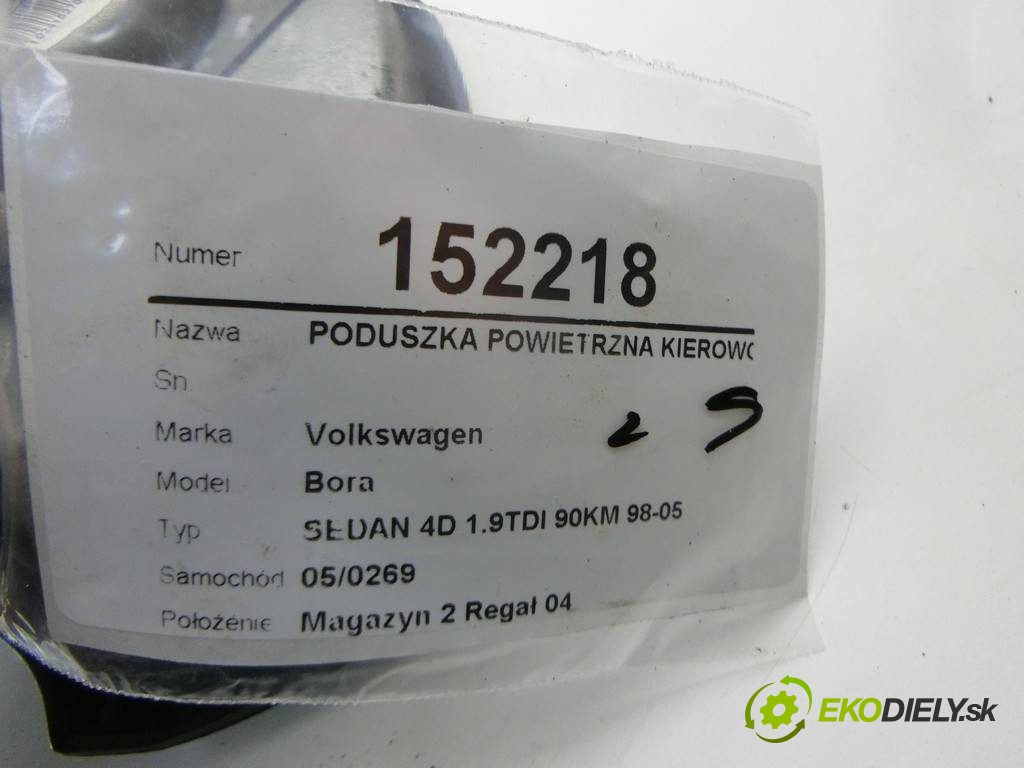 Numer 152218
Nazwa PODUSZKA POWIETRZNA KIEROWC
Sn
Marka Volkswagen
Model Bora
Typ SEDAN 4D 1.9TDI 90KM 98-05
Samochód 05/0269
Położenie Magazyn 2 Regał 04
EKODIELY.sk